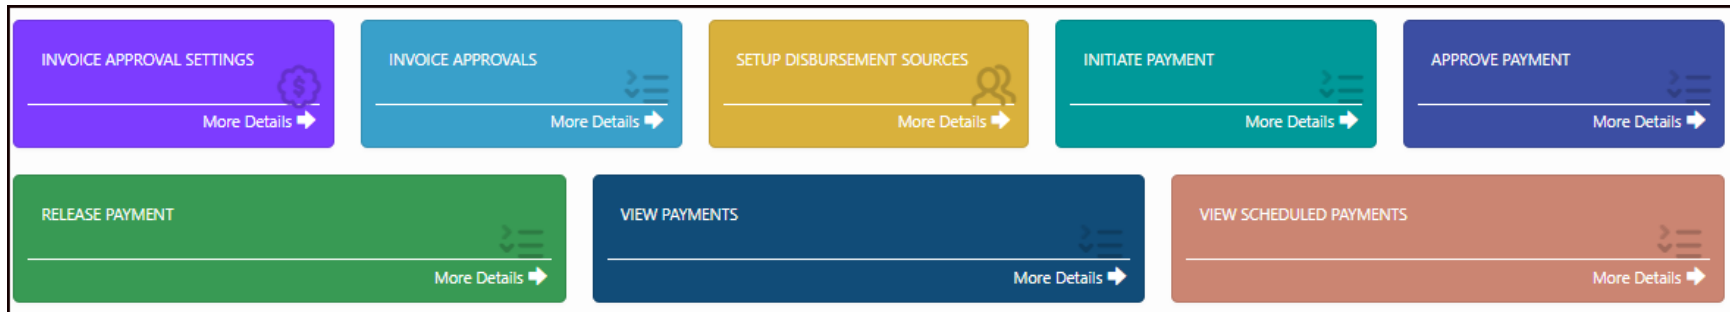 INVOICE APPROVAL SETTINGS
More Details
INVOICE APPROVALS
More Details
SETUP DISBURSEMENT SOURCES
More Details
INITIATE PAYMENT
More Details
APPROVE PAYMENT
More Details
RELEASE PAYMENT
More Details
VIEW PAYMENTS
More Details
VIEW SCHEDULED PAYMENTS
More Details